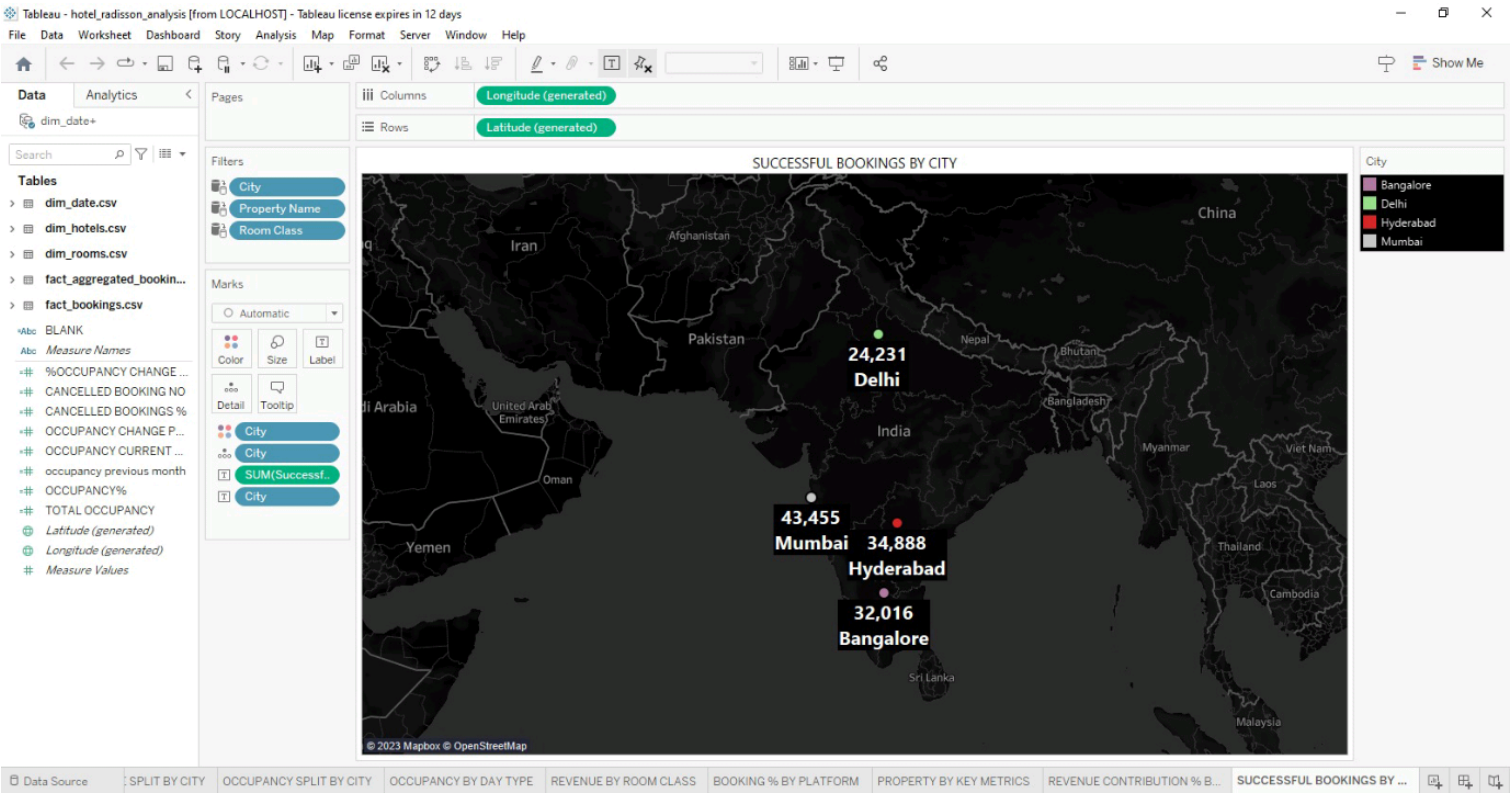 Tableau - hotel_radisson_analysis [from LOCALHOST] - Tableau license expires in 12 days
File Data Worksheet Dashboard Story Analysis Map Format Server Window Help
Show Me
Data Analytics
dim_date+
Search
Tables
dim_date.csv
dim_hotels.csv
dim_rooms.csv
fact_aggregated_bookin...
fact_bookings.csv
=Abc BLANK
Abc Measure Names
=# %OCCUPANCY CHANGE ...
=# CANCELLED BOOKING NO
=# CANCELLED BOOKINGS %
=# OCCUPANCY CHANGE P...
=# OCCUPANCY CURRENT ...
=# occupancy previous month
=# OCCUPANCY%
=# TOTAL OCCUPANCY
Latitude (generated)
Longitude (generated)
# Measure Values
Pages
Filters
City
Property Name
Room Class
Marks
Automatic
Color Size Label
Detail Tooltip
City
City
SUM(Successf..
City
Columns Longitude (generated)
Rows Latitude (generated)
SUCCESSFUL BOOKINGS BY CITY
China
Afghanistan
Iran
iq
Pakistan
Nepal
Bhutan
24,231
Delhi
di Arabia
United Arab
Emirates
Bangladesh
India
Myanmar
Viet Nam
Oman
Laos
43,455
Mumbai
34,888
Hyderabad
Yemen
Thailand
Cambodia
32,016
Bangalore
Sri Lanka
Malaysia
© 2023 Mapbox © OpenStreetMap
City
Bangalore
Delhi
Hyderabad
Mumbai
Data Source : SPLIT BY CITY OCCUPANCY SPLIT BY CITY OCCUPANCY BY DAY TYPE REVENUE BY ROOM CLASS BOOKING % BY PLATFORM PROPERTY BY KEY METRICS REVENUE CONTRIBUTION % B... SUCCESSFUL BOOKINGS BY ...